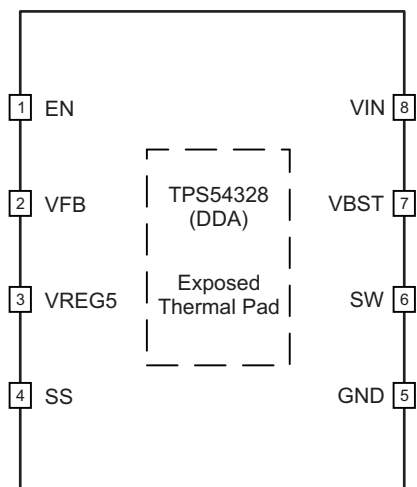 1 EN
VIN 8
2 VFB
TPS54328
(DDA)
VBST 7
3 VREG5
Exposed
Thermal Pad
SW 6
4 SS
GND 5